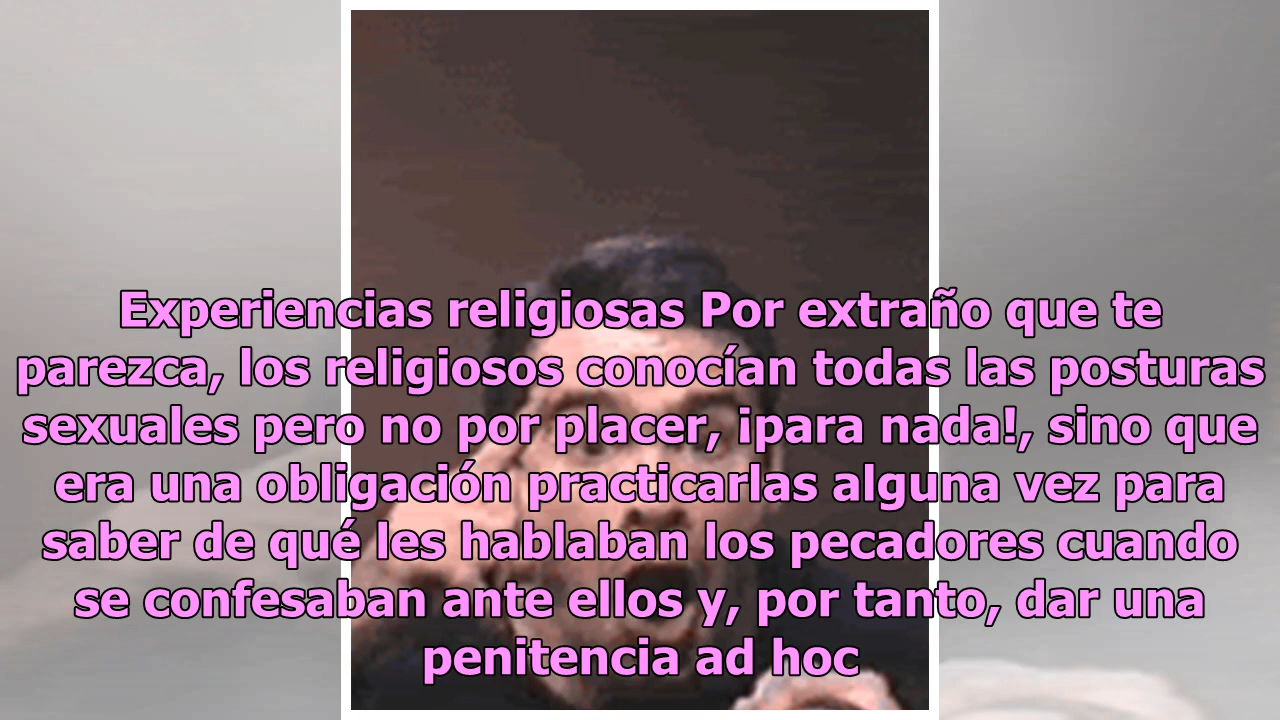 Experiencias religiosas Por extraño que te
parezca, los religiosos conocían todas las posturas
sexuales pero no por placer, ¡para nada!, sino que
era una obligación practicarlas alguna vez para
saber de qué les hablaban los pecadores cuando
se confesaban ante ellos y, por tanto, dar una
penitencia ad hoc